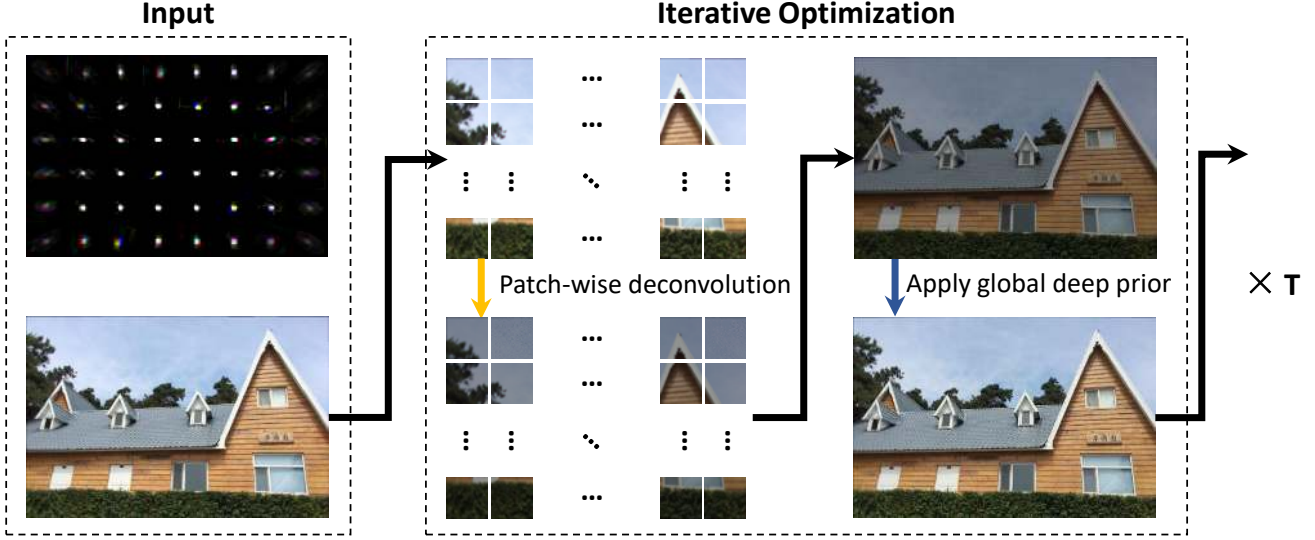 Input
Iterative Optimization
Patch-wise deconvolution
Apply global deep prior
× T